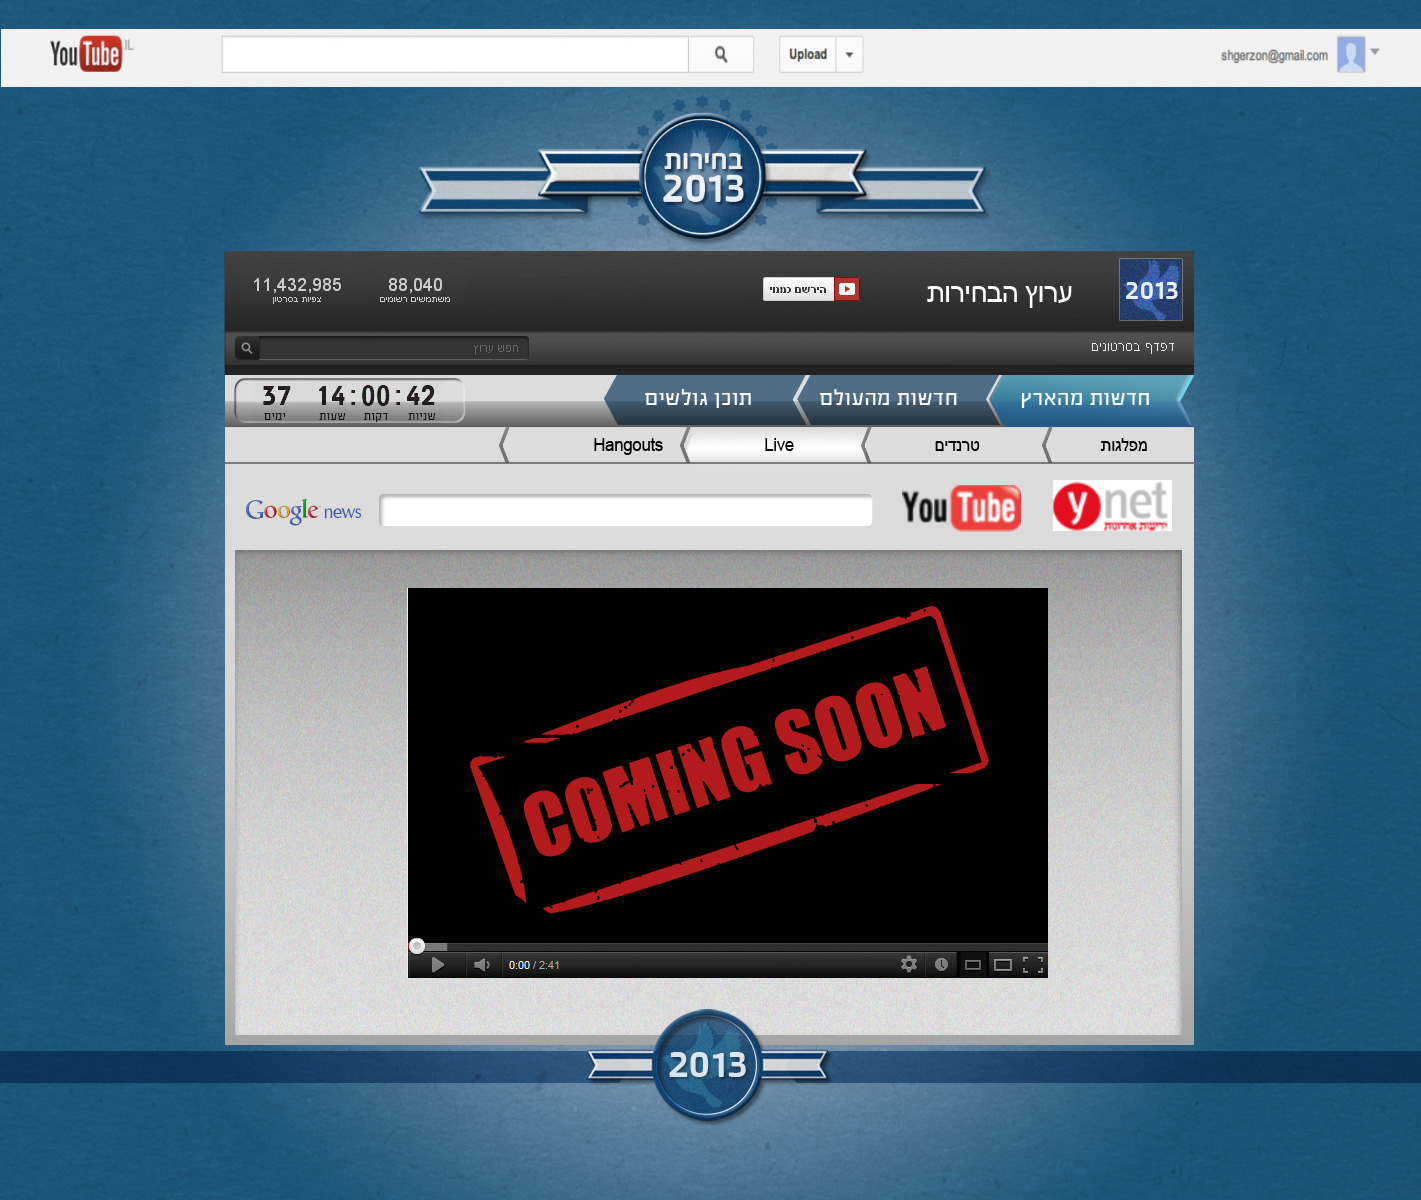 YouTube IL
Upload
shgerzon@gmail.com
בחירות
2013
11,432,985
צפיות בסרטון
88,040
משתמשים רשומים
הירשם כמנוי
ערוץ הבחירות
2013
חפש ערוץ
דפדף בסרטונים
37 14:00:42
ימים שעות דקות שניות
חדשות מהארץ
חדשות מהעולם
תוכן גולשים
מפלגות
טרנדים
Live
Hangouts
Google news
YouTube
ynet
ידיעות אחרונות
COMING SOON
0:00 / 2:41
2013